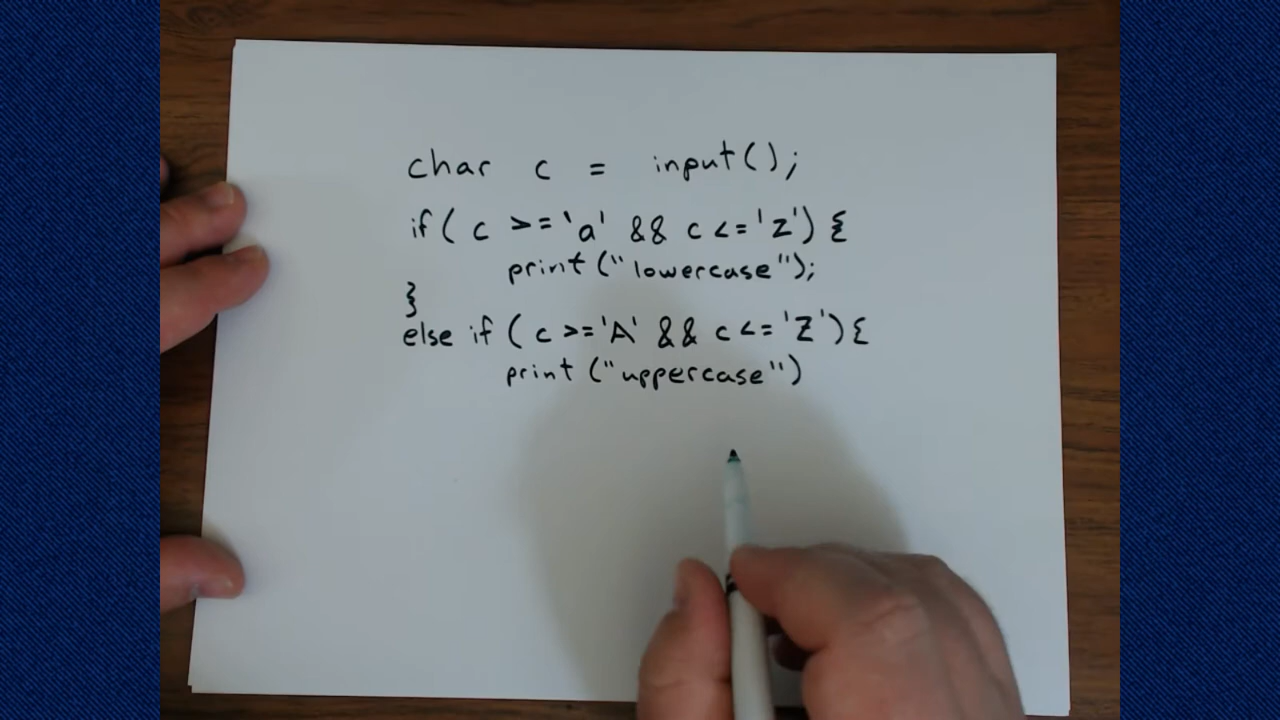 char c = input();
if ( c >= 'a' && c <= 'z') {
print ("lowercase");
}
else if ( c >= 'A' && c <= 'Z') {
print ("uppercase")